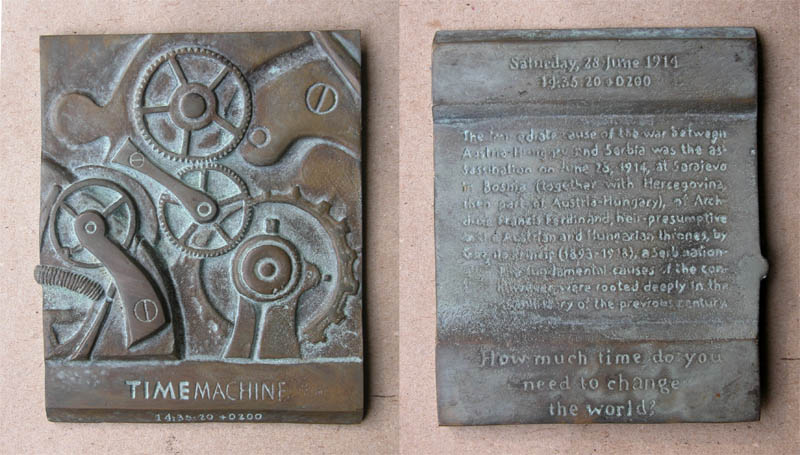 TIMEMACHINE
14:35:20 +0200
Saturday, 28 June 1914
14:35:20 +0200
The immediate cause of the war between
Austria-Hungary and Serbia was the as-
sassination on June 28, 1914, at Sarajevo
in Bosnia (together with Hercegovina,
then part of Austria-Hungary), of Arch-
duke Francis Ferdinand, heir-presumptive
Austrian and Hungarian thrones, by
Princip (1893-1918), a Serb nation-
fundamental causes of the con-
however, were rooted deeply in the
history of the previous century.
How much time do you
need to change
the world?